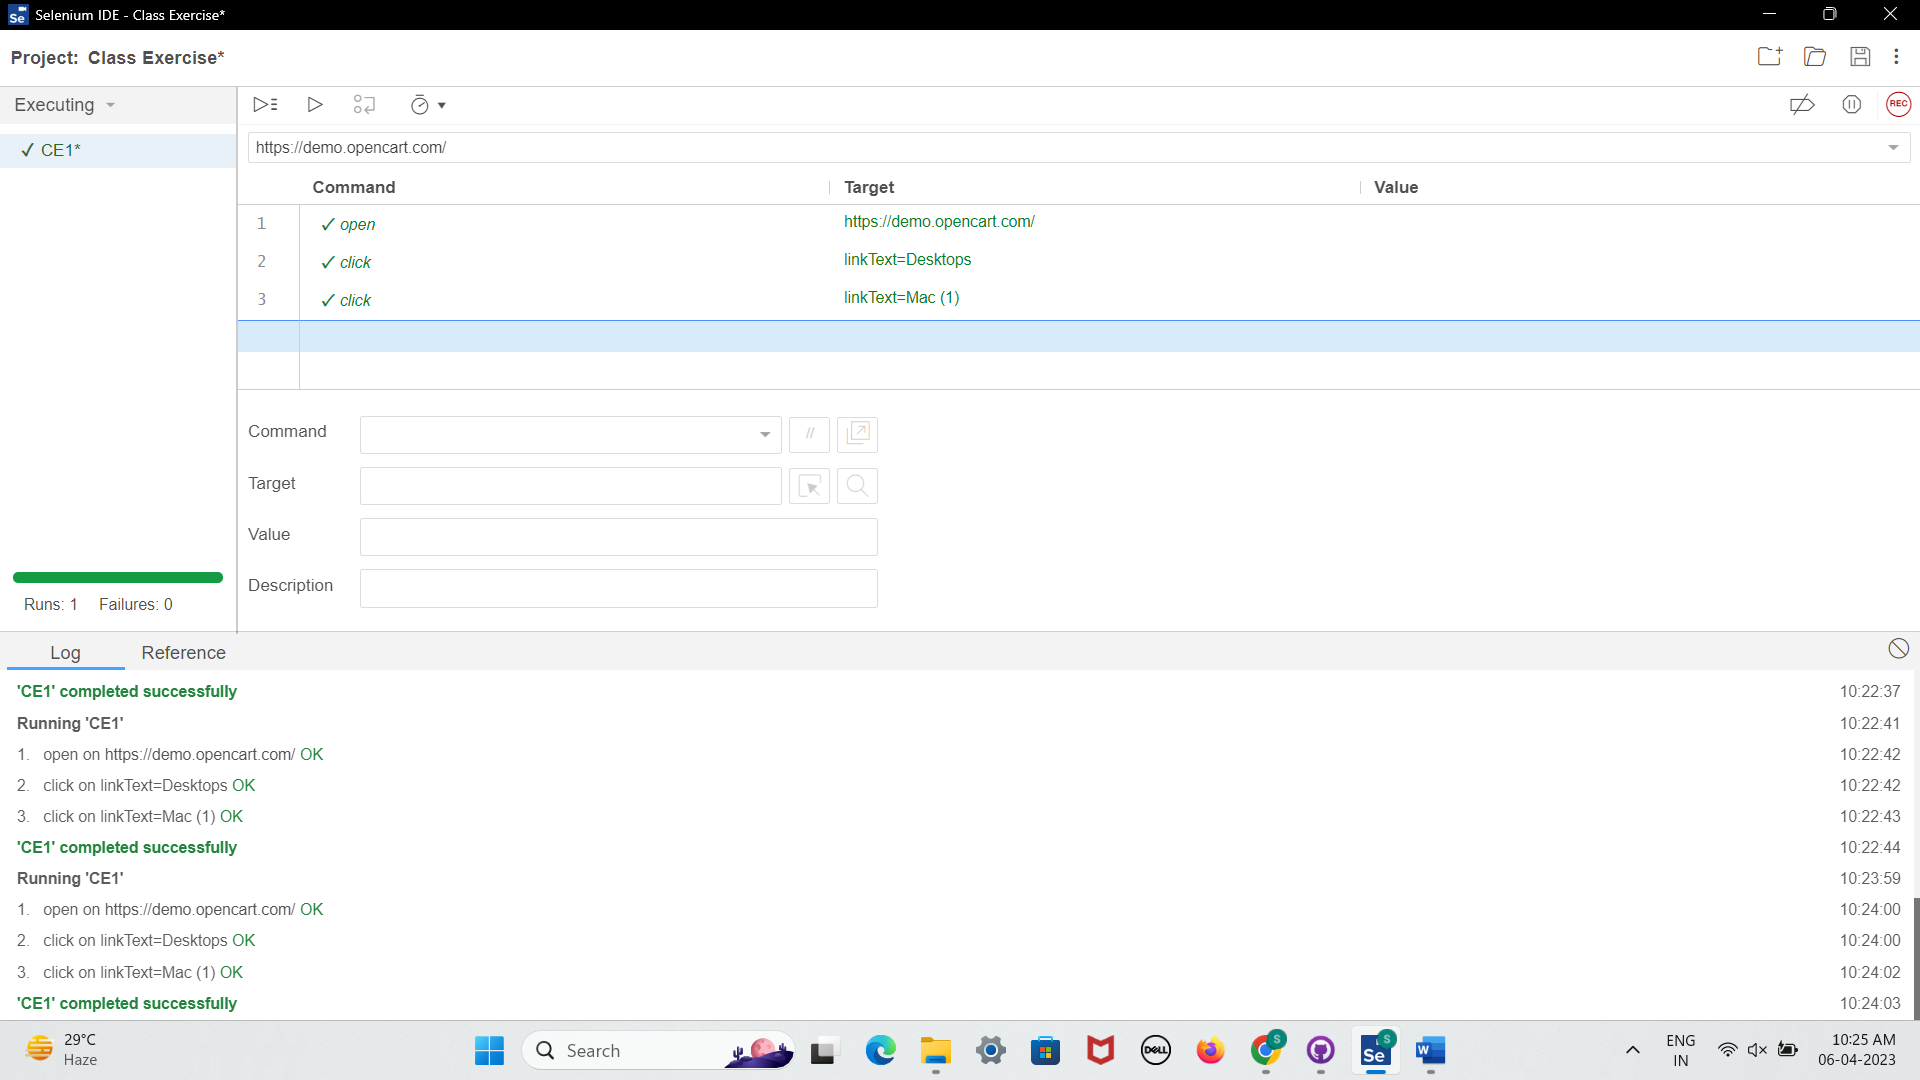 Selenium IDE - Class Exercise*
Project: Class Exercise*
Executing
REC
✓ CE1*
https://demo.opencart.com/
Command Target Value
1 ✓ open https://demo.opencart.com/
2 ✓ click linkText=Desktops
3 ✓ click linkText=Mac (1)
Command //
Target
Value
Description
Runs: 1 Failures: 0
Log Reference
'CE1' completed successfully 10:22:37
Running 'CE1' 10:22:41
1. open on https://demo.opencart.com/ OK 10:22:42
2. click on linkText=Desktops OK 10:22:42
3. click on linkText=Mac (1) OK 10:22:43
'CE1' completed successfully 10:22:44
Running 'CE1' 10:23:59
1. open on https://demo.opencart.com/ OK 10:24:00
2. click on linkText=Desktops OK 10:24:00
3. click on linkText=Mac (1) OK 10:24:02
'CE1' completed successfully 10:24:03
29°C
Haze
Search
DELL
S
Se
S
W
ENG
IN
10:25 AM
06-04-2023